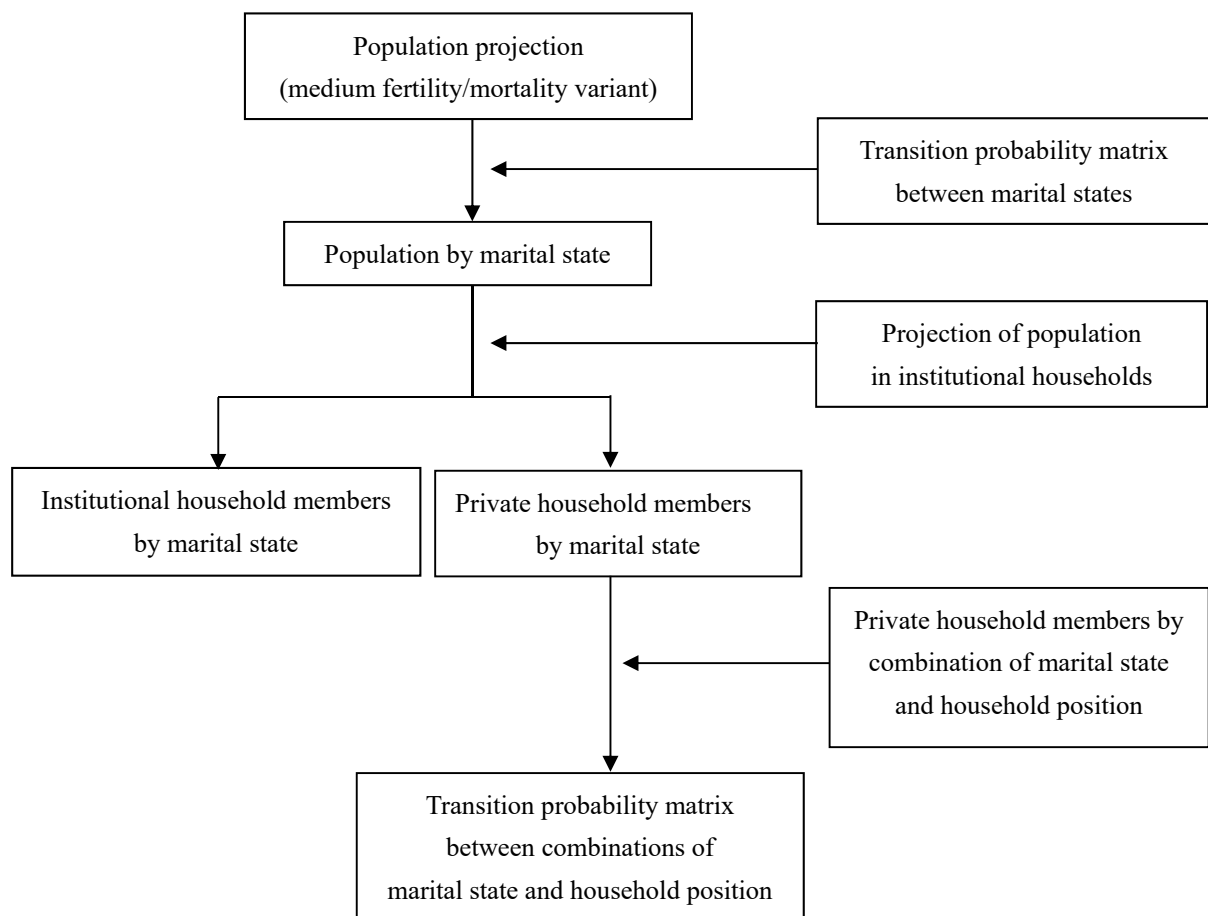 Population projection
(medium fertility/mortality variant)
Transition probability matrix
between marital states
Population by marital state
Projection of population
in institutional households
Institutional household members
by marital state
Private household members
by marital state
Private household members by
combination of marital state
and household position
Transition probability matrix
between combinations of
marital state and household position